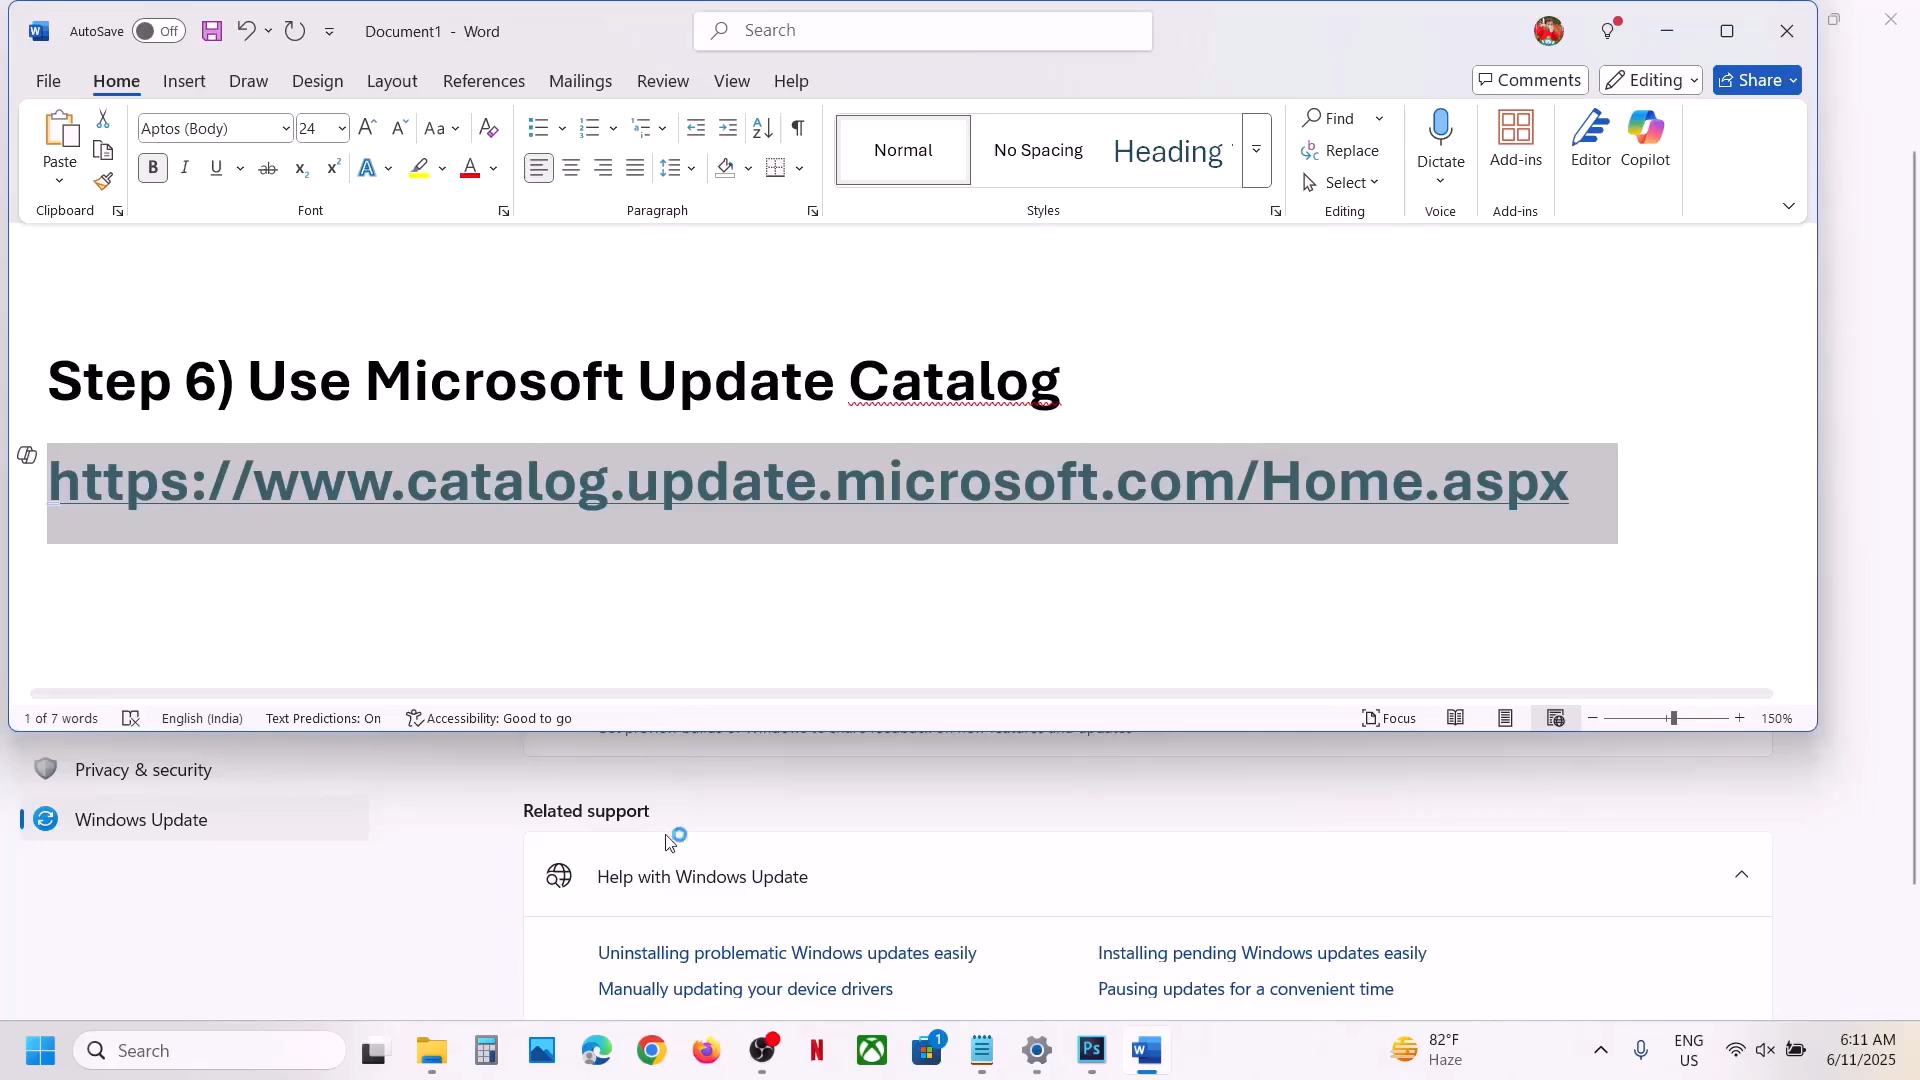 AutoSave Off Document1 - Word Search
File Home Insert Draw Design Layout References Mailings Review View Help Comments Editing Share
Paste
Clipboard
Aptos (Body) 24
Font
Paragraph
Normal No Spacing Heading
Styles
Find
Replace
Select
Editing
Dictate
Voice
Add-ins
Add-ins
Editor Copilot
Step 6) Use Microsoft Update Catalog
https://www.catalog.update.microsoft.com/Home.aspx
1 of 7 words English (India) Text Predictions: On Accessibility: Good to go Focus 150%
Privacy & security
Windows Update
Related support
Help with Windows Update
Uninstalling problematic Windows updates easily Installing pending Windows updates easily
Manually updating your device drivers Pausing updates for a convenient time
Search
82°F
Haze
ENG
US
6:11 AM
6/11/2025